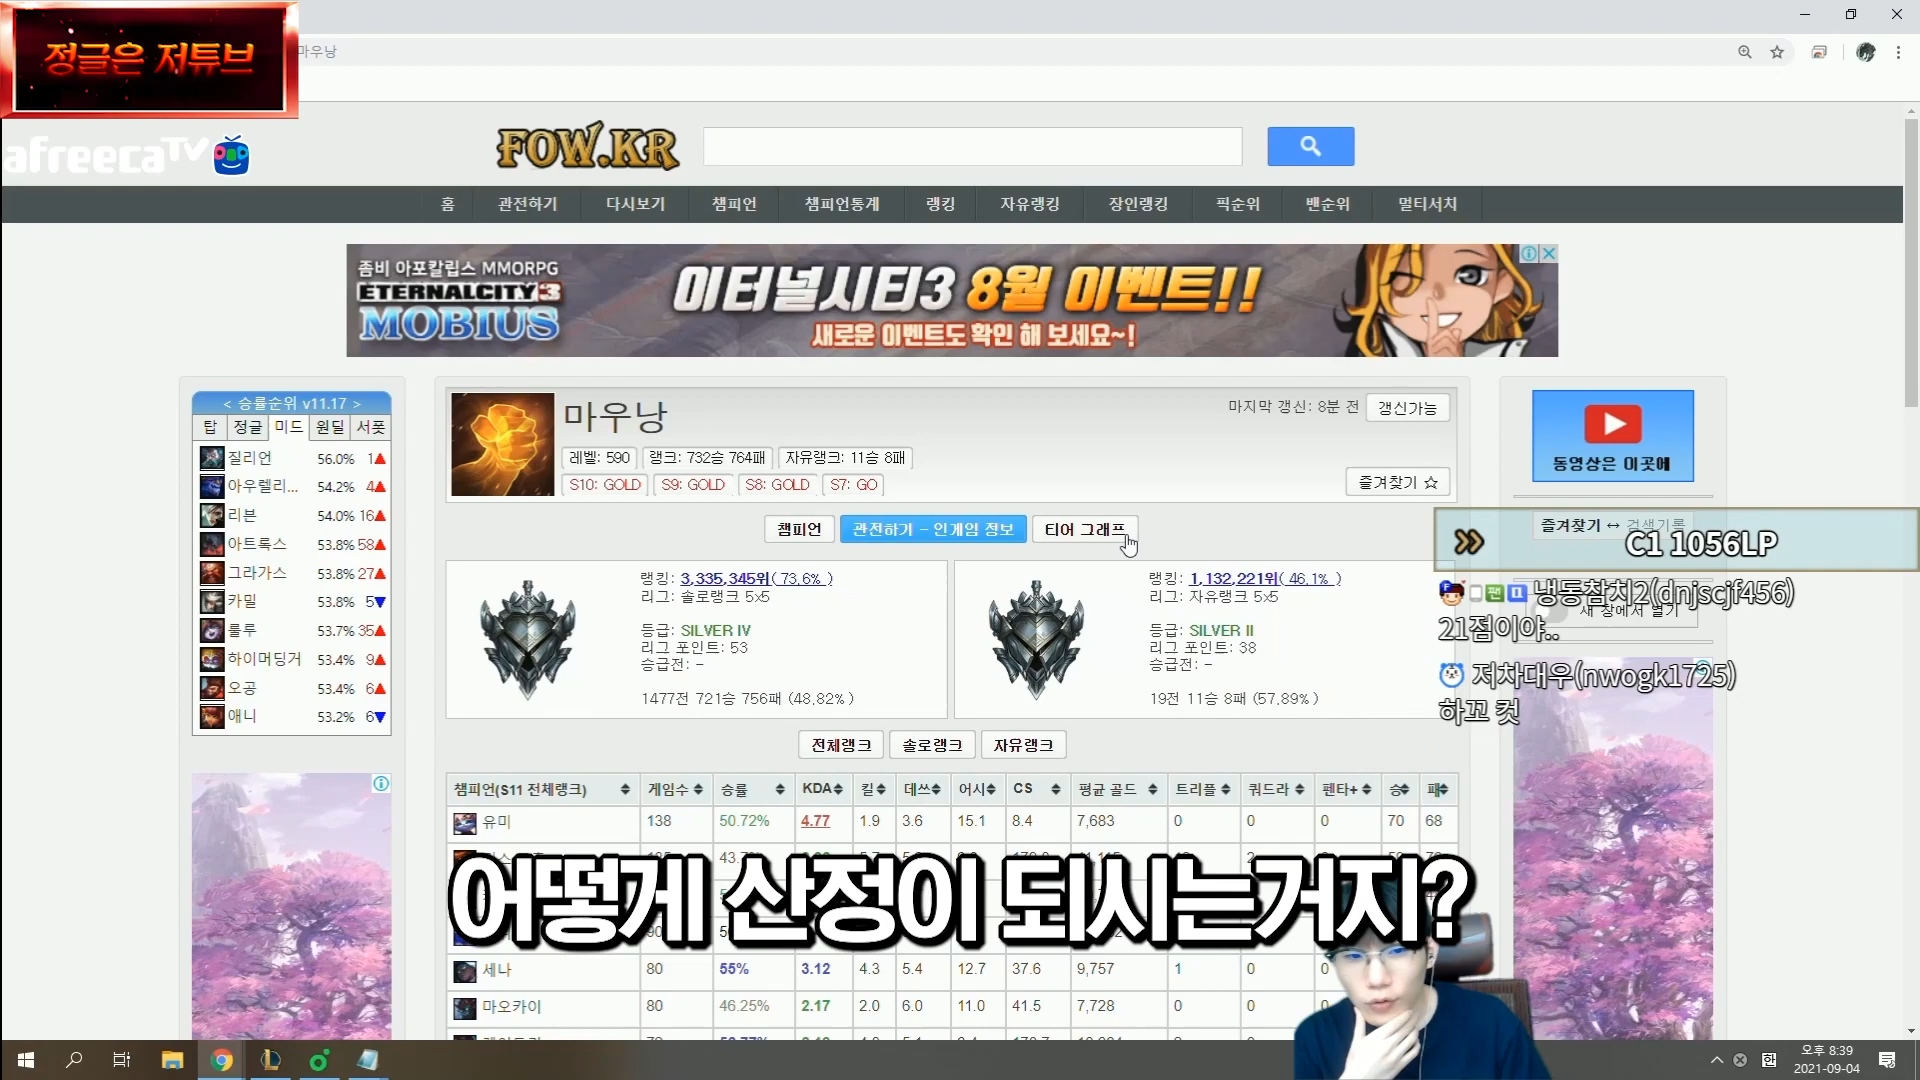 정글은 저튜브
마우낭
afreecaTV
FOW.KR
홈 관전하기 다시보기 챔피언 챔피언통계 랭킹 자유랭킹 장인랭킹 픽순위 밴순위 멀티서치
좀비 아포칼립스 MMORPG
ETERNALCITY3
MOBIUS
이터널시티3 8월 이벤트!!
새로운 이벤트도 확인 해 보세요~!
< 승률순위 v11.17 >
탑 정글 미드 원딜 서폿
질리언 56.0% 1▲
아우렐리... 54.2% 4▲
리븐 54.0% 16▲
아트록스 53.8% 58▲
그라가스 53.8% 27▲
카밀 53.8% 5▼
룰루 53.7% 35▲
하이머딩거 53.4% 9▲
오공 53.4% 6▲
애니 53.2% 6▼
마우낭
마지막 갱신: 8분 전 갱신가능
레벨: 590 랭크: 732승 764패 자유랭크: 11승 8패
S10: GOLD S9: GOLD S8: GOLD S7: GO
즐겨찾기 ☆
챔피언 관전하기 - 인게임 정보 티어 그래프
랭킹: 3,335,345위(73.6% )
리그: 솔로랭크 5x5
등급: SILVER IV
리그 포인트: 53
승급전: -
1477전 721승 756패 (48.82% )
랭킹: 1,132,221위(46.1% )
리그: 자유랭크 5x5
등급: SILVER II
리그 포인트: 38
승급전: -
19전 11승 8패 (57.89% )
동영상은 이곳에
즐겨찾기 ↔ 검색기록
C1 1056LP
냉동참치2(dnjscjf456)
새 창에서 열기
21점이야..
저차대우(nwogk1725)
하꼬 컷
전체랭크 솔로랭크 자유랭크
챔피언(S11 전체랭크) 게임수 승률 KDA 킬 데쓰 어시 CS 평균 골드 트리플 쿼드라 펜타+ 승 패
유미 138 50.72% 4.77 1.9 3.6 15.1 8.4 7,683 0 0 0 70 68
어떻게 산정이 되시는거지?
세나 80 55% 3.12 4.3 5.4 12.7 37.6 9,757 1 0 0
마오카이 80 46.25% 2.17 2.0 6.0 11.0 41.5 7,728 0 0 0
한
오후 8:39
2021-09-04